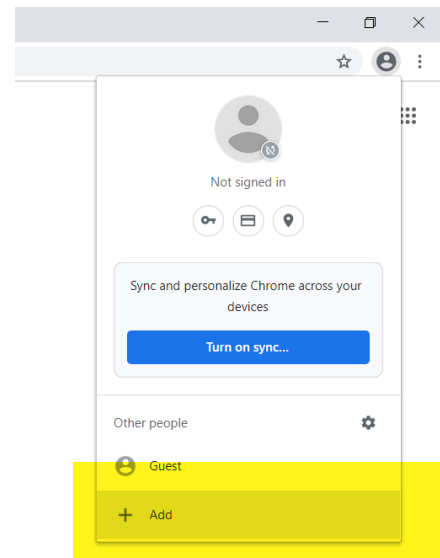 Not signed in
Sync and personalize Chrome across your
devices
Turn on sync...
Other people
Guest
Add